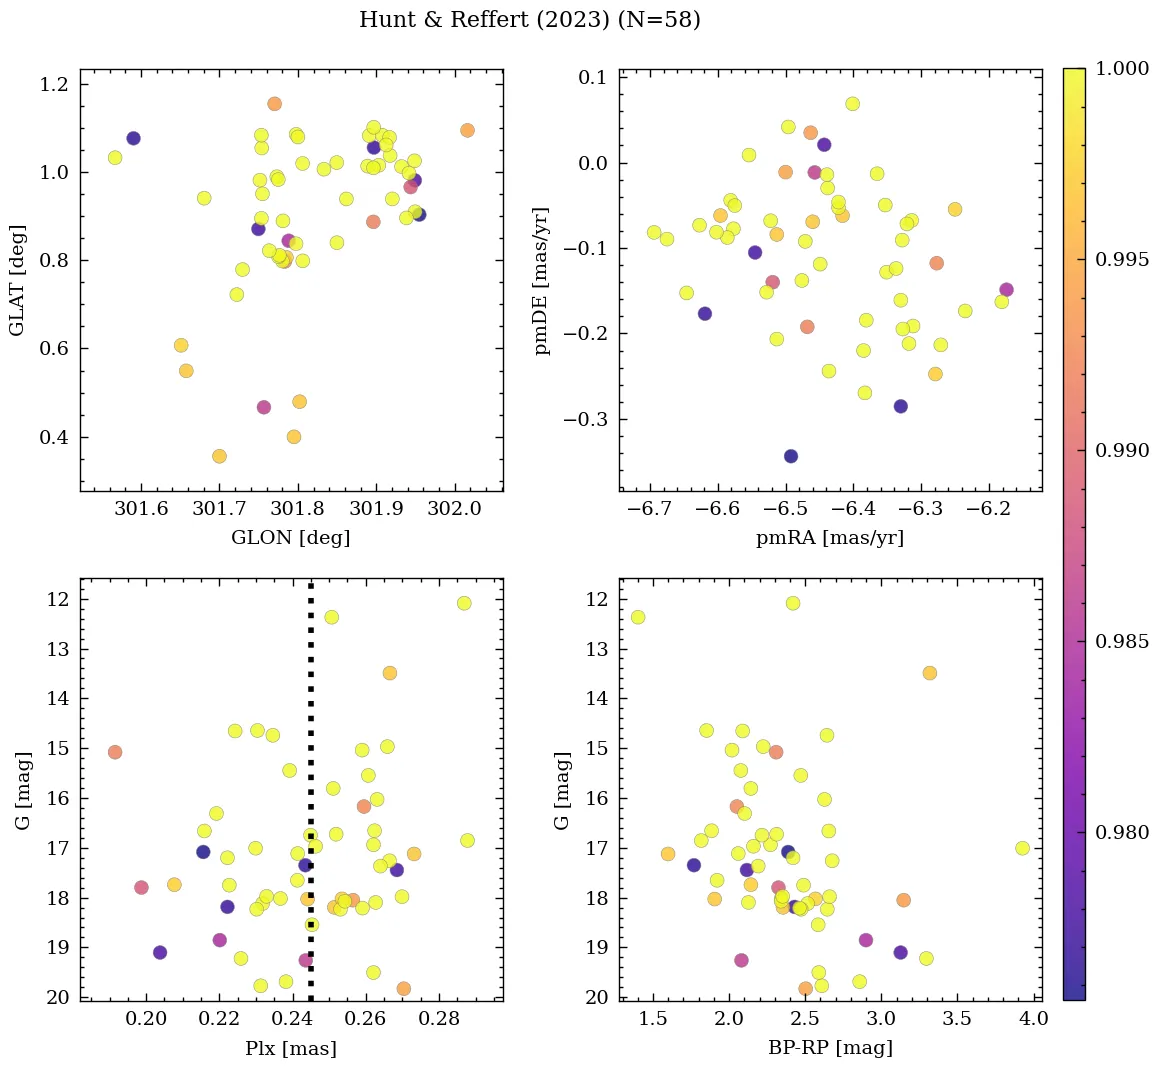 Hunt & Reffert (2023) (N=58)
1.2
1.0
0.8
0.6
0.4
GLAT [deg]
301.6 301.7 301.8 301.9 302.0
GLON [deg]
0.1
0.0
−0.1
−0.2
−0.3
pmDE [mas/yr]
−6.7 −6.6 −6.5 −6.4 −6.3 −6.2
pmRA [mas/yr]
12
13
14
15
16
17
18
19
20
G [mag]
0.20 0.22 0.24 0.26 0.28
Plx [mas]
12
13
14
15
16
17
18
19
20
G [mag]
1.5 2.0 2.5 3.0 3.5 4.0
BP-RP [mag]
1.000
0.995
0.990
0.985
0.980